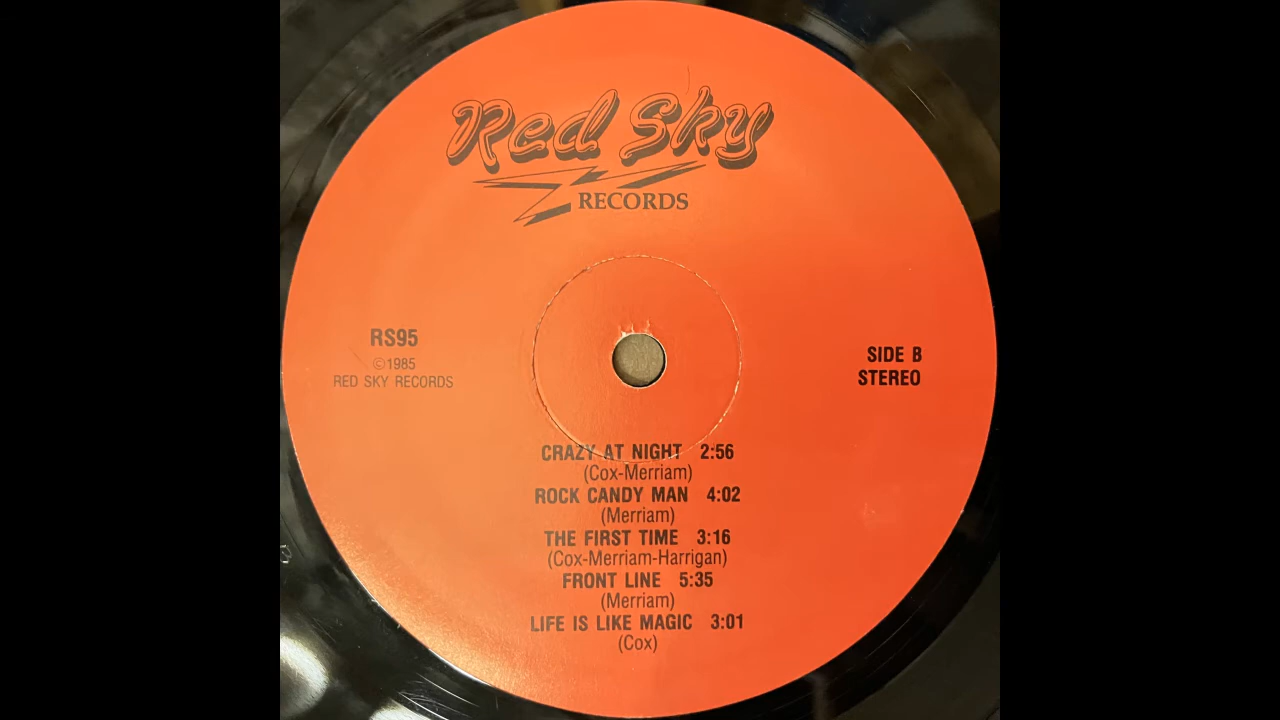 Red Sky
RECORDS
RS95
©1985
RED SKY RECORDS
SIDE B
STEREO
CRAZY AT NIGHT 2:56
(Cox-Merriam)
ROCK CANDY MAN 4:02
(Merriam)
THE FIRST TIME 3:16
(Cox-Merriam-Harrigan)
FRONT LINE 5:35
(Merriam)
LIFE IS LIKE MAGIC 3:01
(Cox)